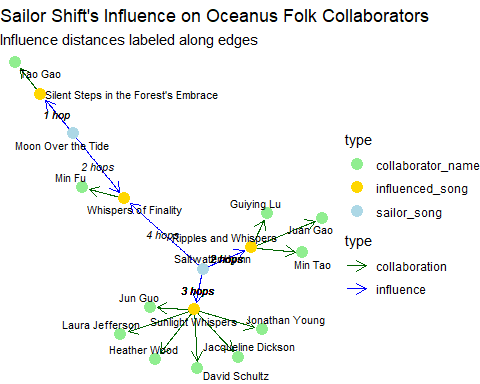 Sailor Shift's Influence on Oceanus Folk Collaborators
Influence distances labeled along edges
Tao Gao
Silent Steps in the Forest's Embrace
1 hop
Moon Over the Tide
2 hops
Min Fu
Whispers of Finality
Guiying Lu
Juan Gao
4 hops
Ripples and Whispers
2 hops
Min Tao
3 hops
Jun Guo
Sunlight Whispers
Jonathan Young
Laura Jefferson
Heather Wood
Jacqueline Dickson
David Schultz
type
collaborator_name
influenced_song
sailor_song
type
collaboration
influence